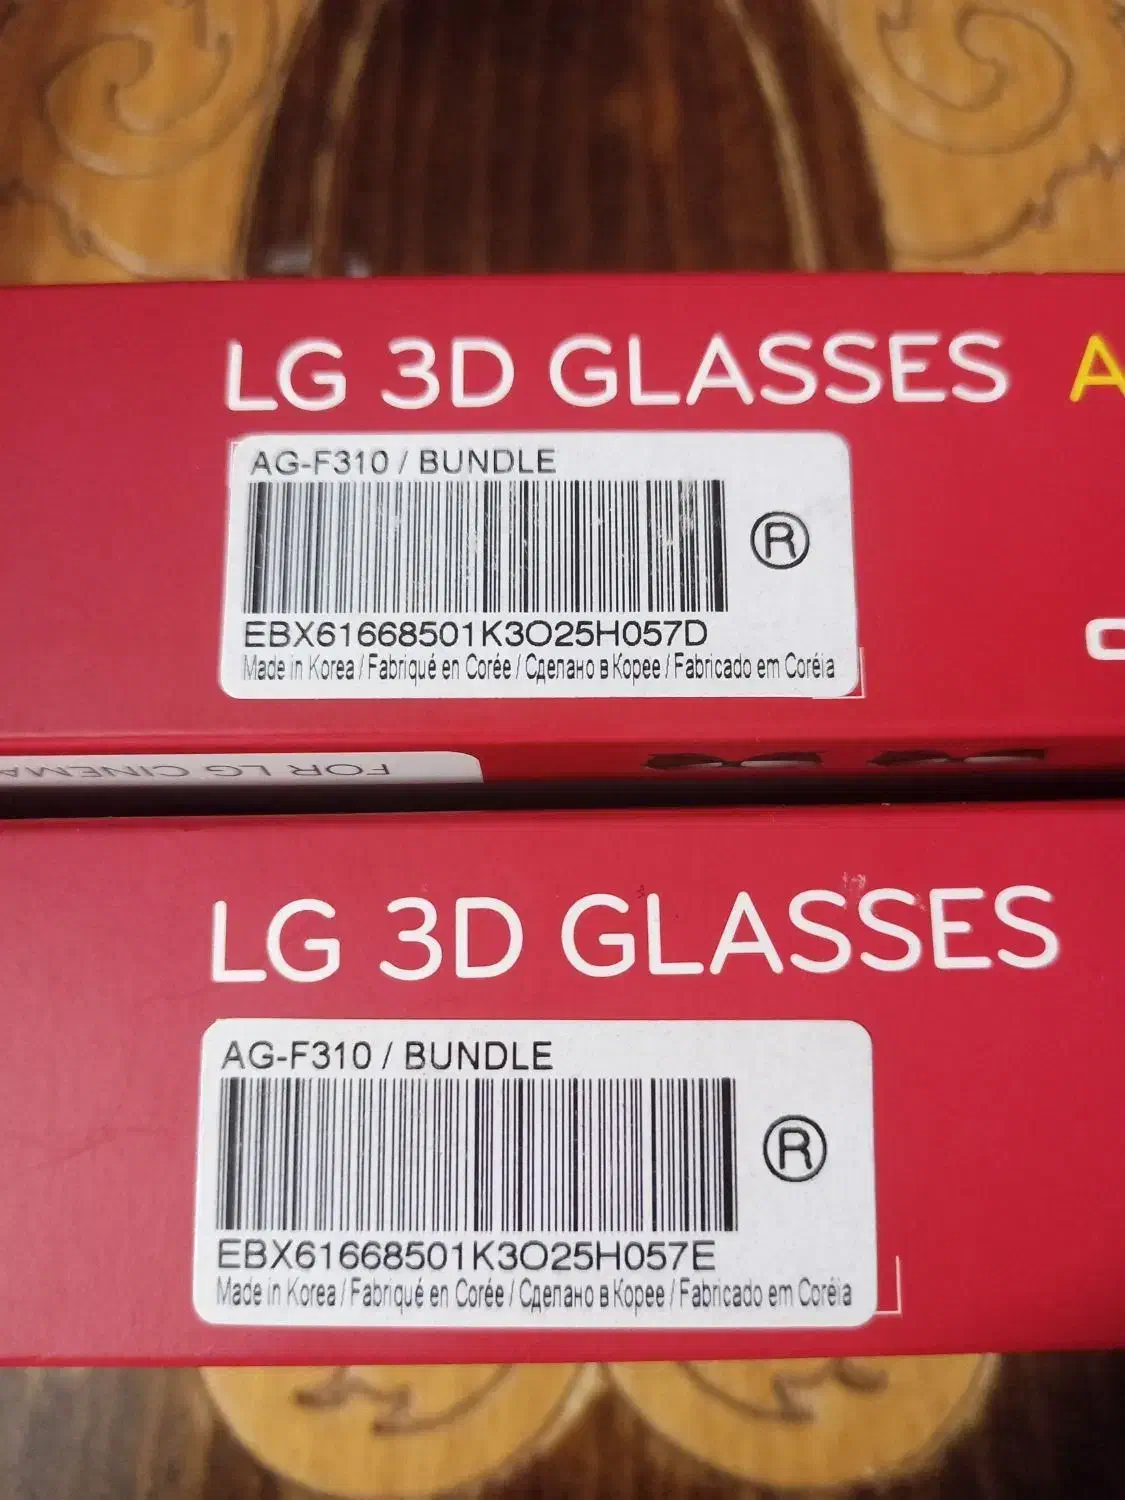 LG 3D GLASSES A
AG-F310 / BUNDLE
R
EBX61668501K3O25H057D
Made in Korea / Fabriqué en Corée / Сделано в Корее / Fabricado em Coréia
FOR LG CINEMA
LG 3D GLASSES
AG-F310 / BUNDLE
R
EBX61668501K3O25H057E
Made in Korea / Fabriqué en Corée / Сделано в Корее / Fabricado em Coréia